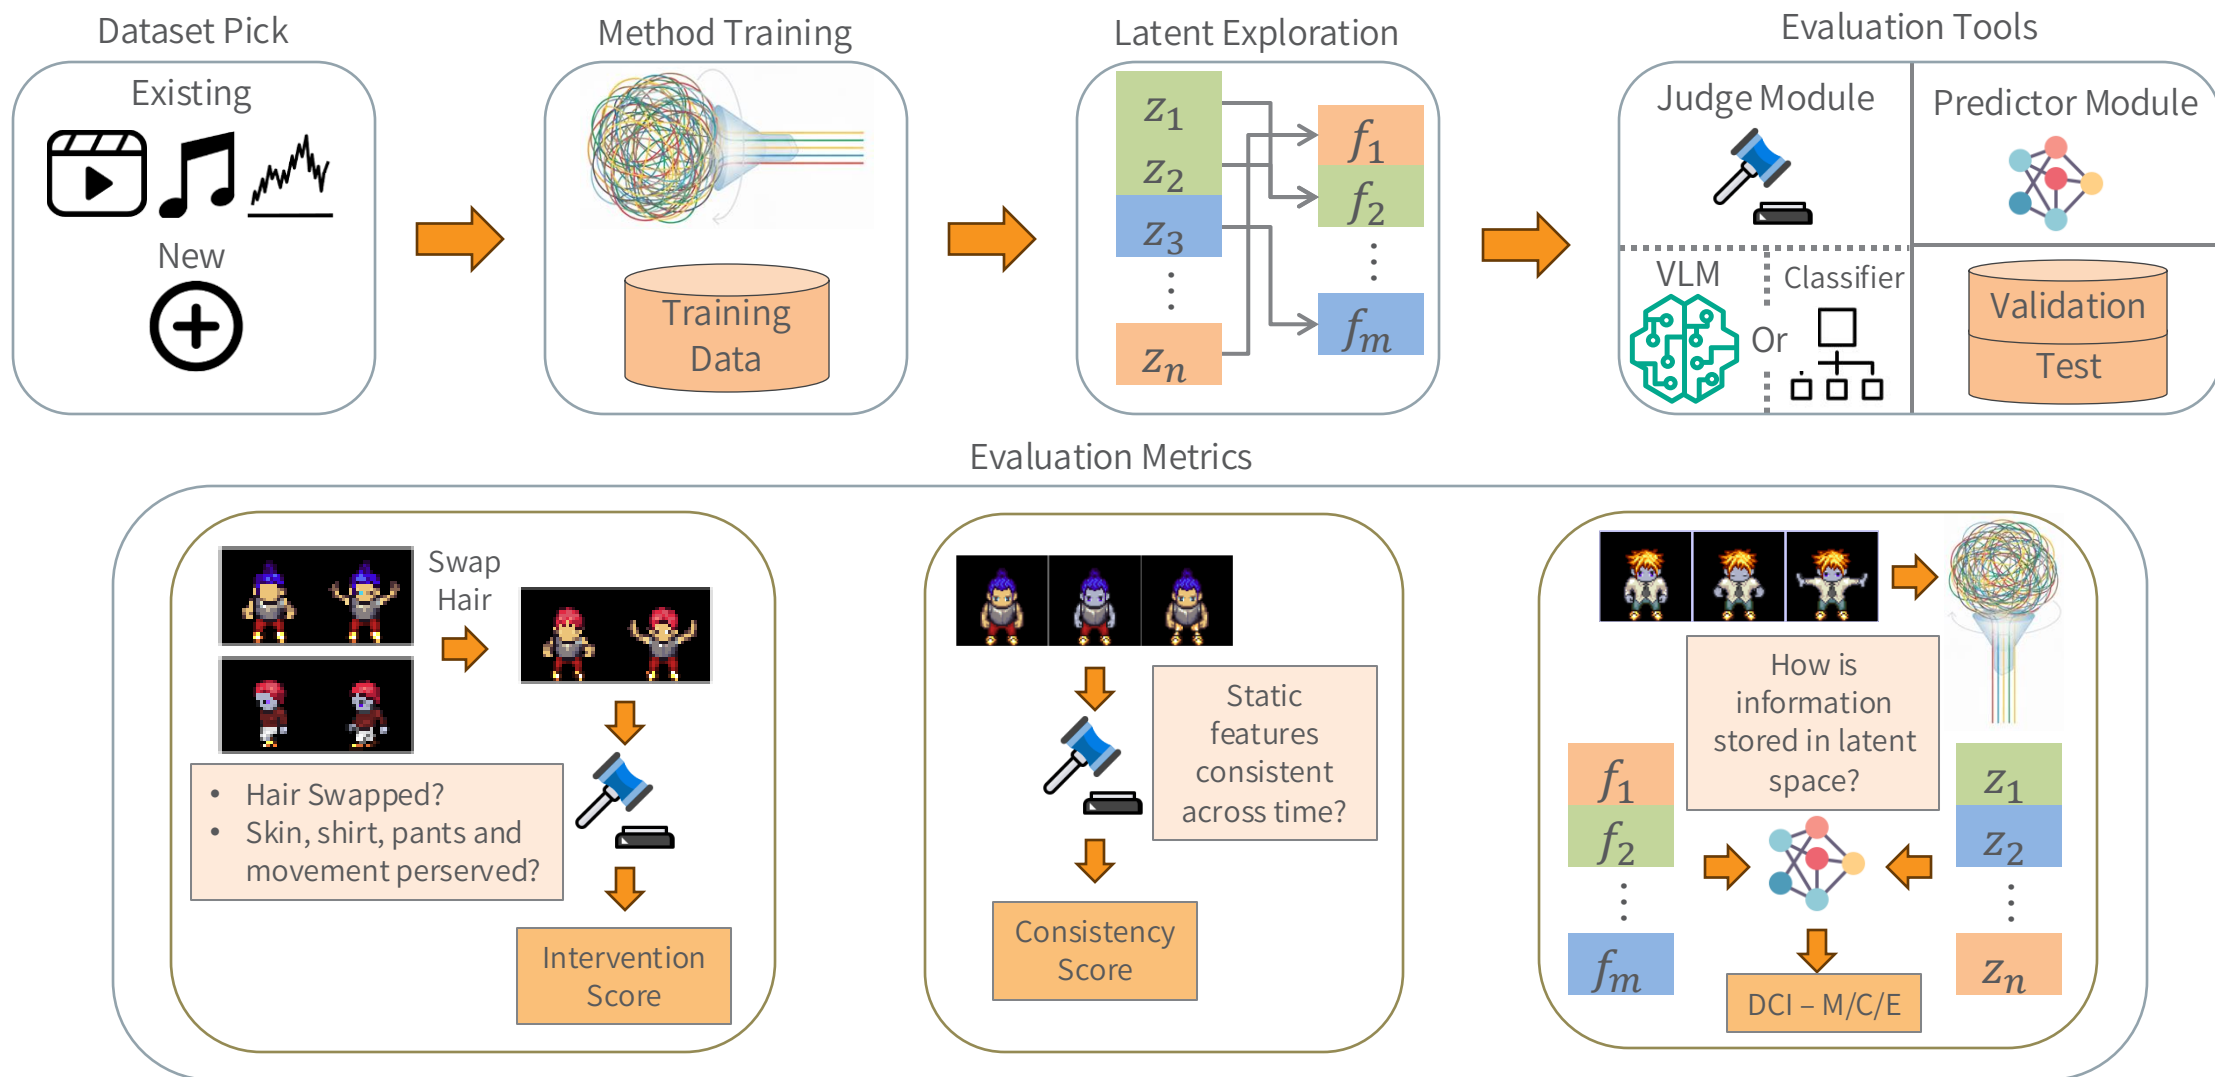 Dataset Pick
Existing
New
Method Training
Training
Data
Latent Exploration
z1
z2
z3
⋮
zn
f1
f2
⋮
fm
Evaluation Tools
Judge Module
VLM
Or
Classifier
Predictor Module
Validation
Test
Evaluation Metrics
Swap
Hair
• Hair Swapped?
• Skin, shirt, pants and
movement perserved?
Intervention
Score
Static
features
consistent
across time?
Consistency
Score
How is
information
stored in latent
space?
f1
f2
⋮
fm
z1
z2
⋮
zn
DCI – M/C/E